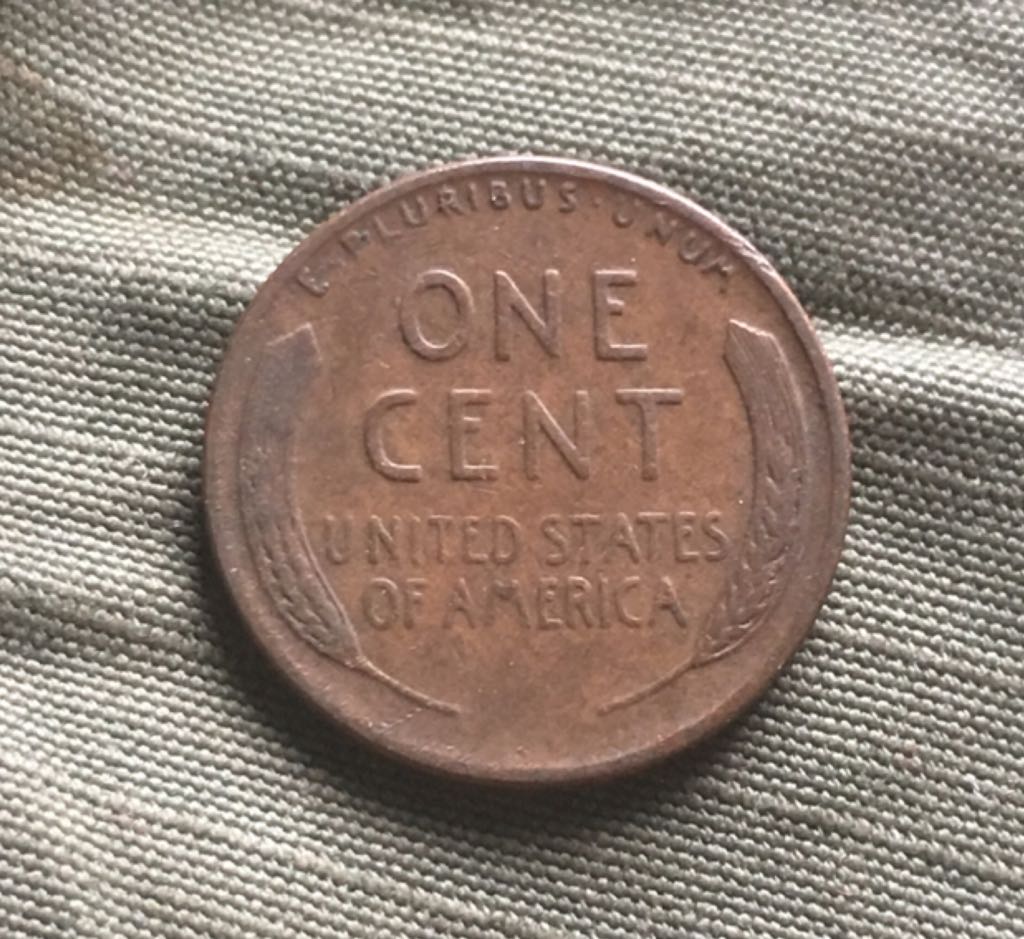 E·PLURIBUS·UNUM
ONE
CENT
UNITED STATES
OF AMERICA